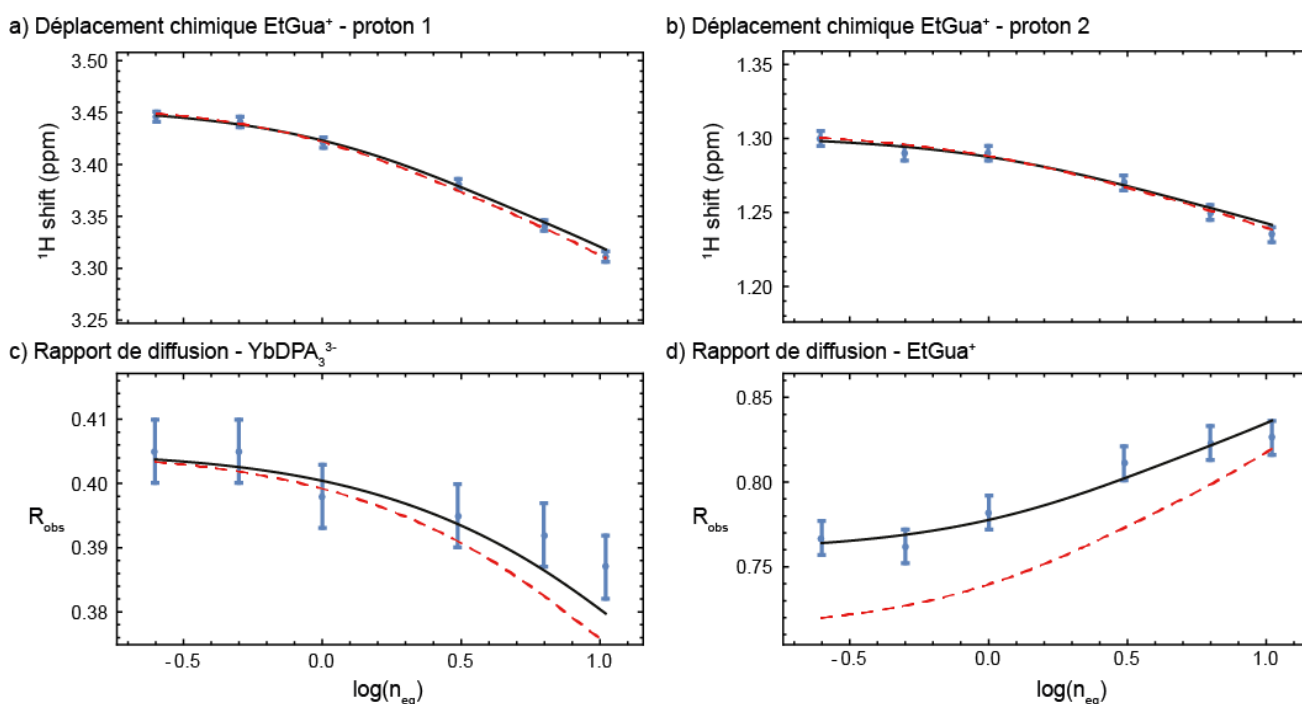 a) Déplacement chimique EtGua⁺ - proton 1
b) Déplacement chimique EtGua⁺ - proton 2
¹H shift (ppm)
3.50
3.45
3.40
3.35
3.30
3.25
¹H shift (ppm)
1.35
1.30
1.25
1.20
c) Rapport de diffusion - YbDPA₃³⁻
d) Rapport de diffusion - EtGua⁺
R_obs
0.41
0.40
0.39
0.38
-0.5 0.0 0.5 1.0
log(n_eq)
R_obs
0.85
0.80
0.75
-0.5 0.0 0.5 1.0
log(n_eq)